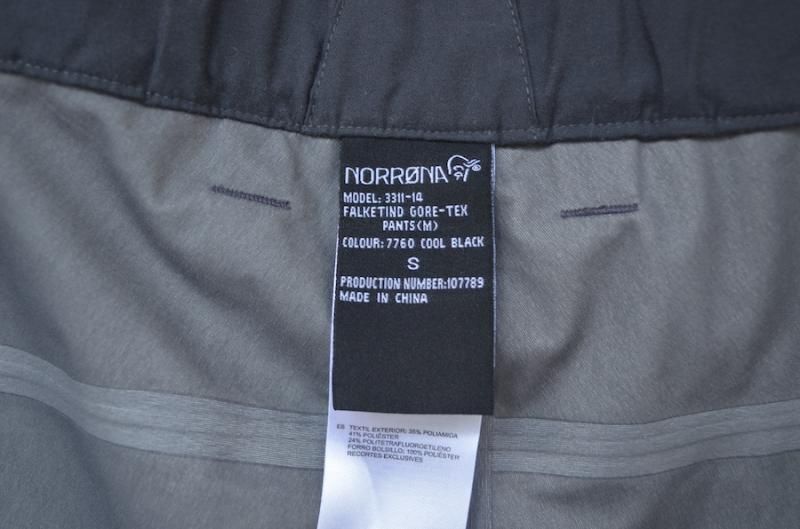 NORRØNA®
MODEL: 3311-14
FALKETIND GORE-TEX
PANTS(M)
COLOUR: 7760 COOL BLACK
S
PRODUCTION NUMBER:107789
MADE IN CHINA
ES TEXTIL EXTERIOR: 35% POLIAMIDA
41% POLIÉSTER
24% POLITETRAFLUOROETILENO
FORRO BOLSILLO: 100% POLIÉSTER
RECORTES EXCLUSIVES